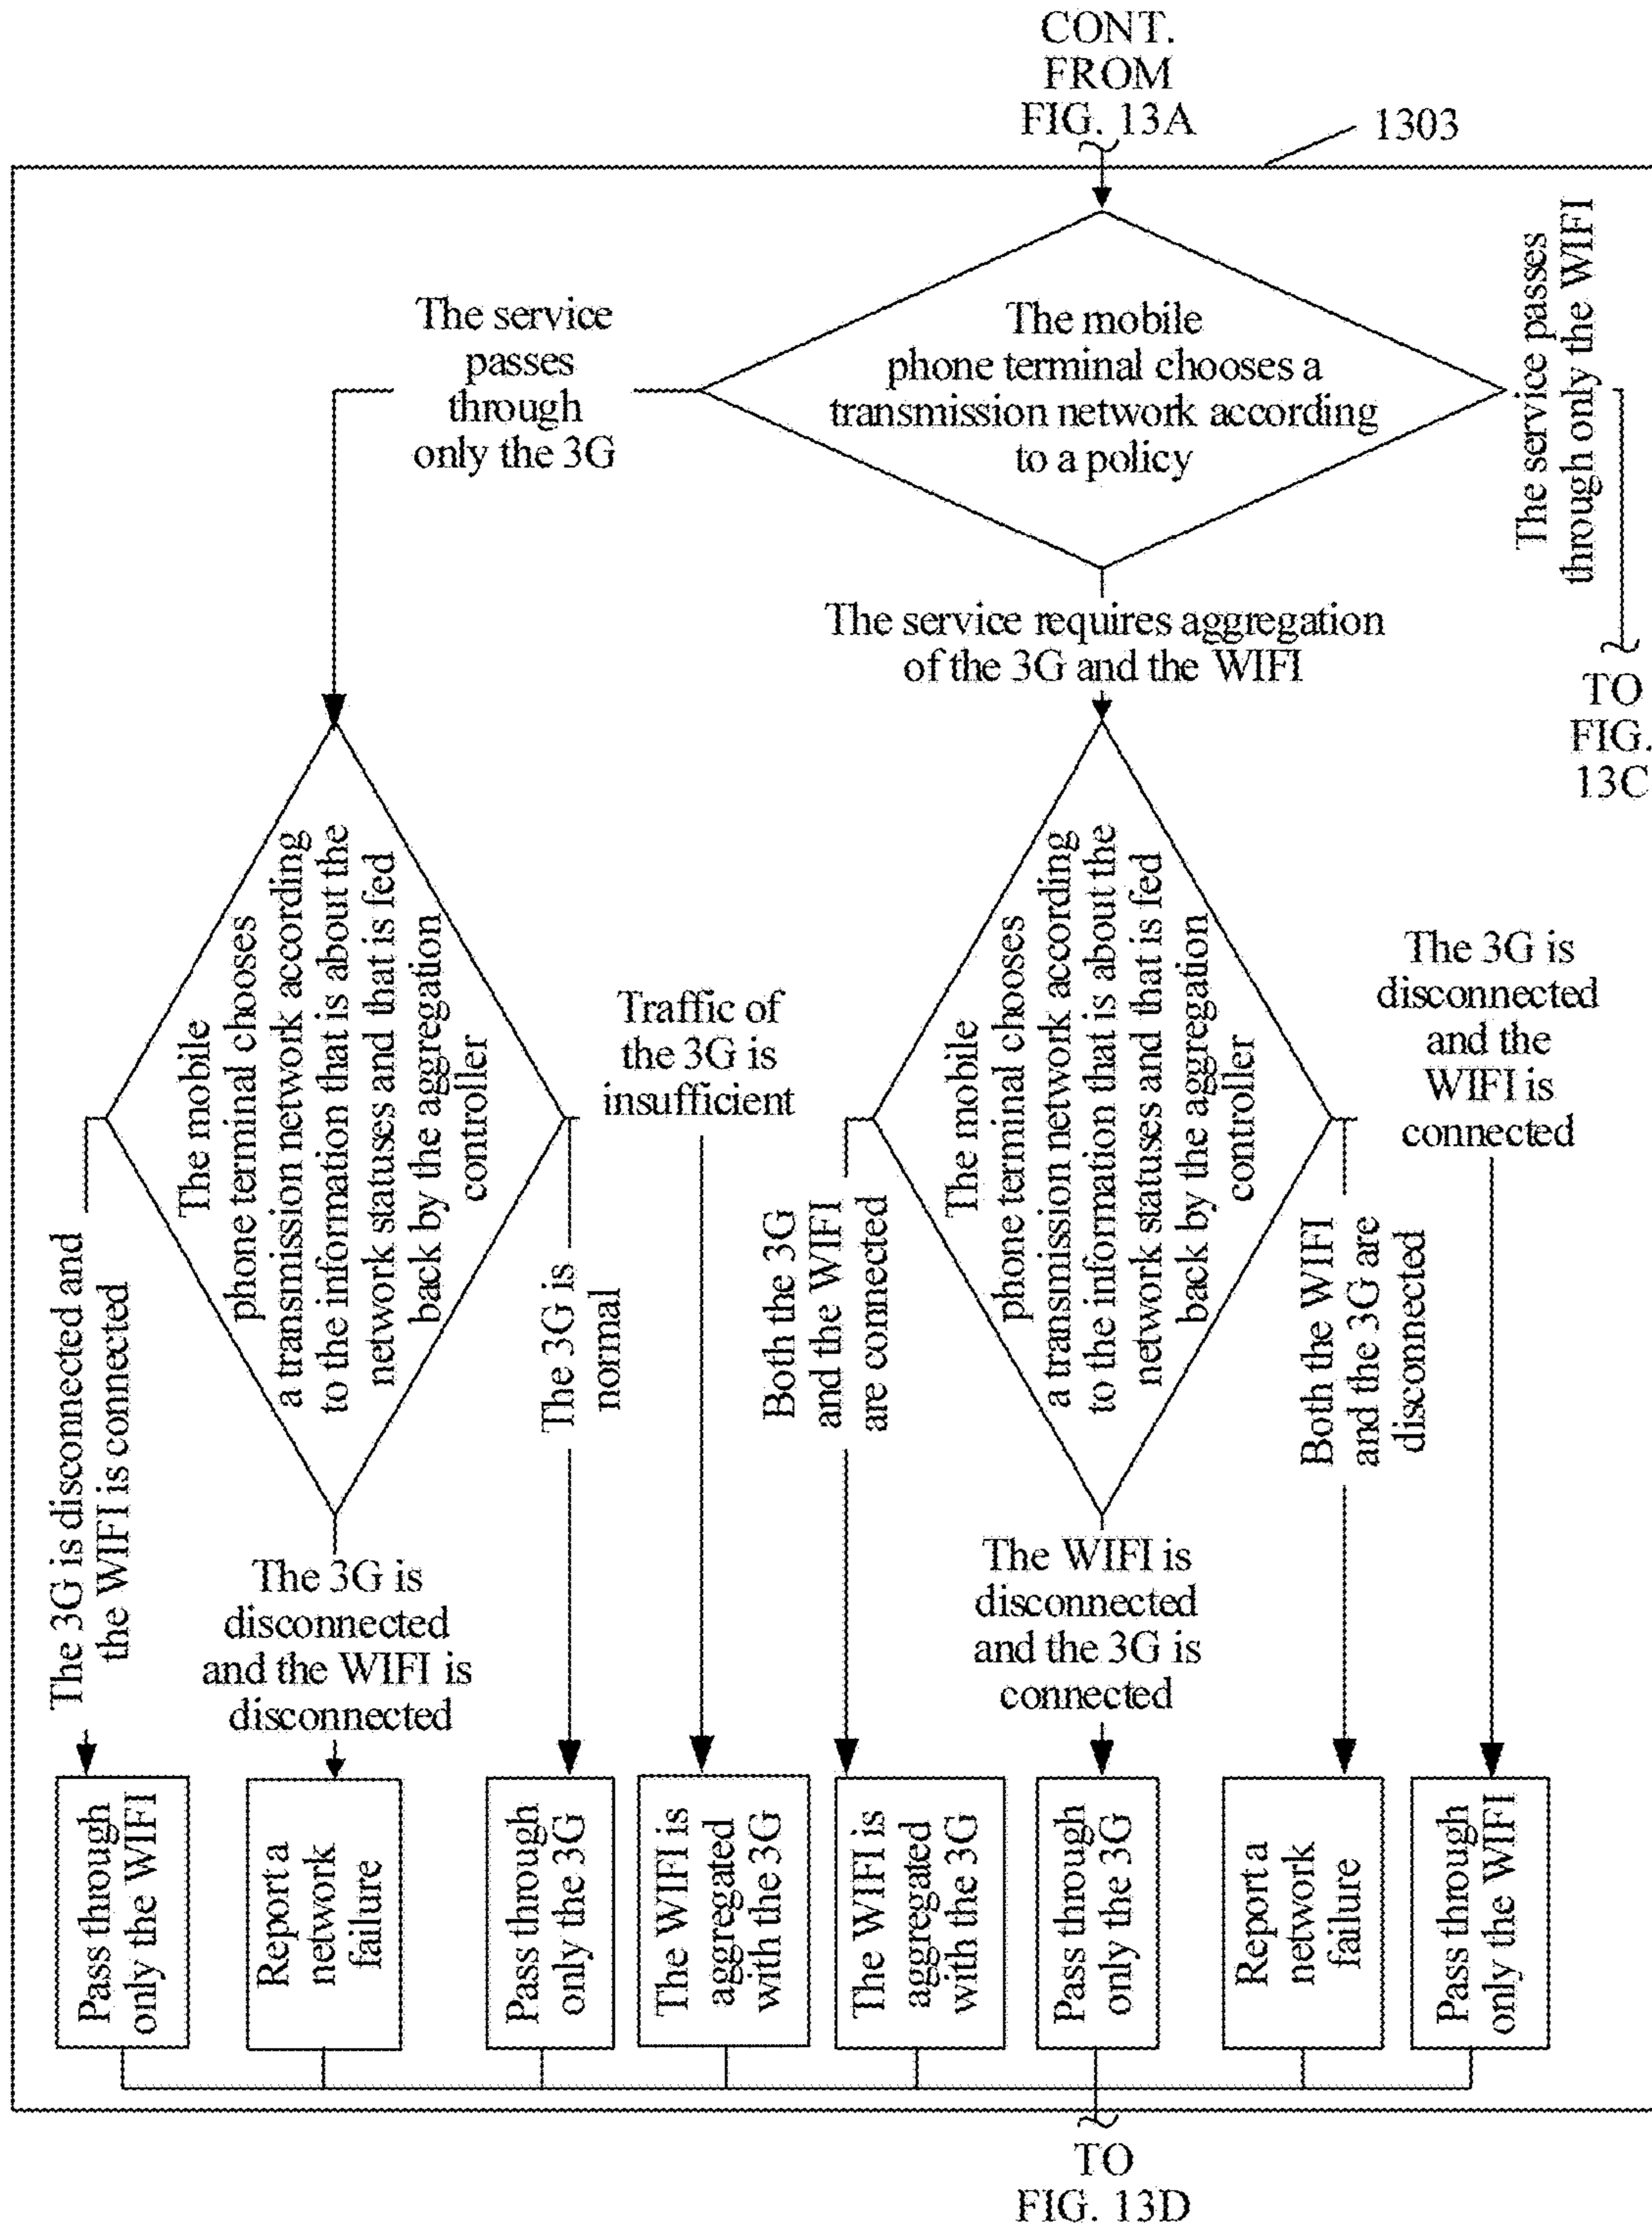 CONT.
FROM
FIG. 13A
1303
The service
passes
through
only the 3G
The mobile
phone terminal chooses a
transmission network according
to a policy
The service passes
through only the WIFI
The service requires aggregation
of the 3G and the WIFI
TO
FIG.
13C
The mobile
phone terminal chooses
a transmission network according
to the information that is about the
network statuses and that is fed
back by the aggregation
controller
Traffic of
the 3G is
insufficient
The mobile
phone terminal chooses
a transmission network according
to the information that is about the
network statuses and that is fed
back by the aggregation
controller
The 3G is
disconnected
and the
WIFI is
connected
The 3G is disconnected and
the WIFI is connected
The 3G is
disconnected
and the WIFI is
disconnected
The 3G is
normal
Both the 3G
and the WIFI
are connected
The WIFI is
disconnected
and the 3G is
connected
Both the WIFI
and the 3G are
disconnected
Pass through
only the WIFI
Report a
network
failure
Pass through
only the 3G
The WIFI is
aggregated
with the 3G
The WIFI is
aggregated
with the 3G
Pass through
only the 3G
Report a
network
failure
Pass through
only the WIFI
TO
FIG. 13D